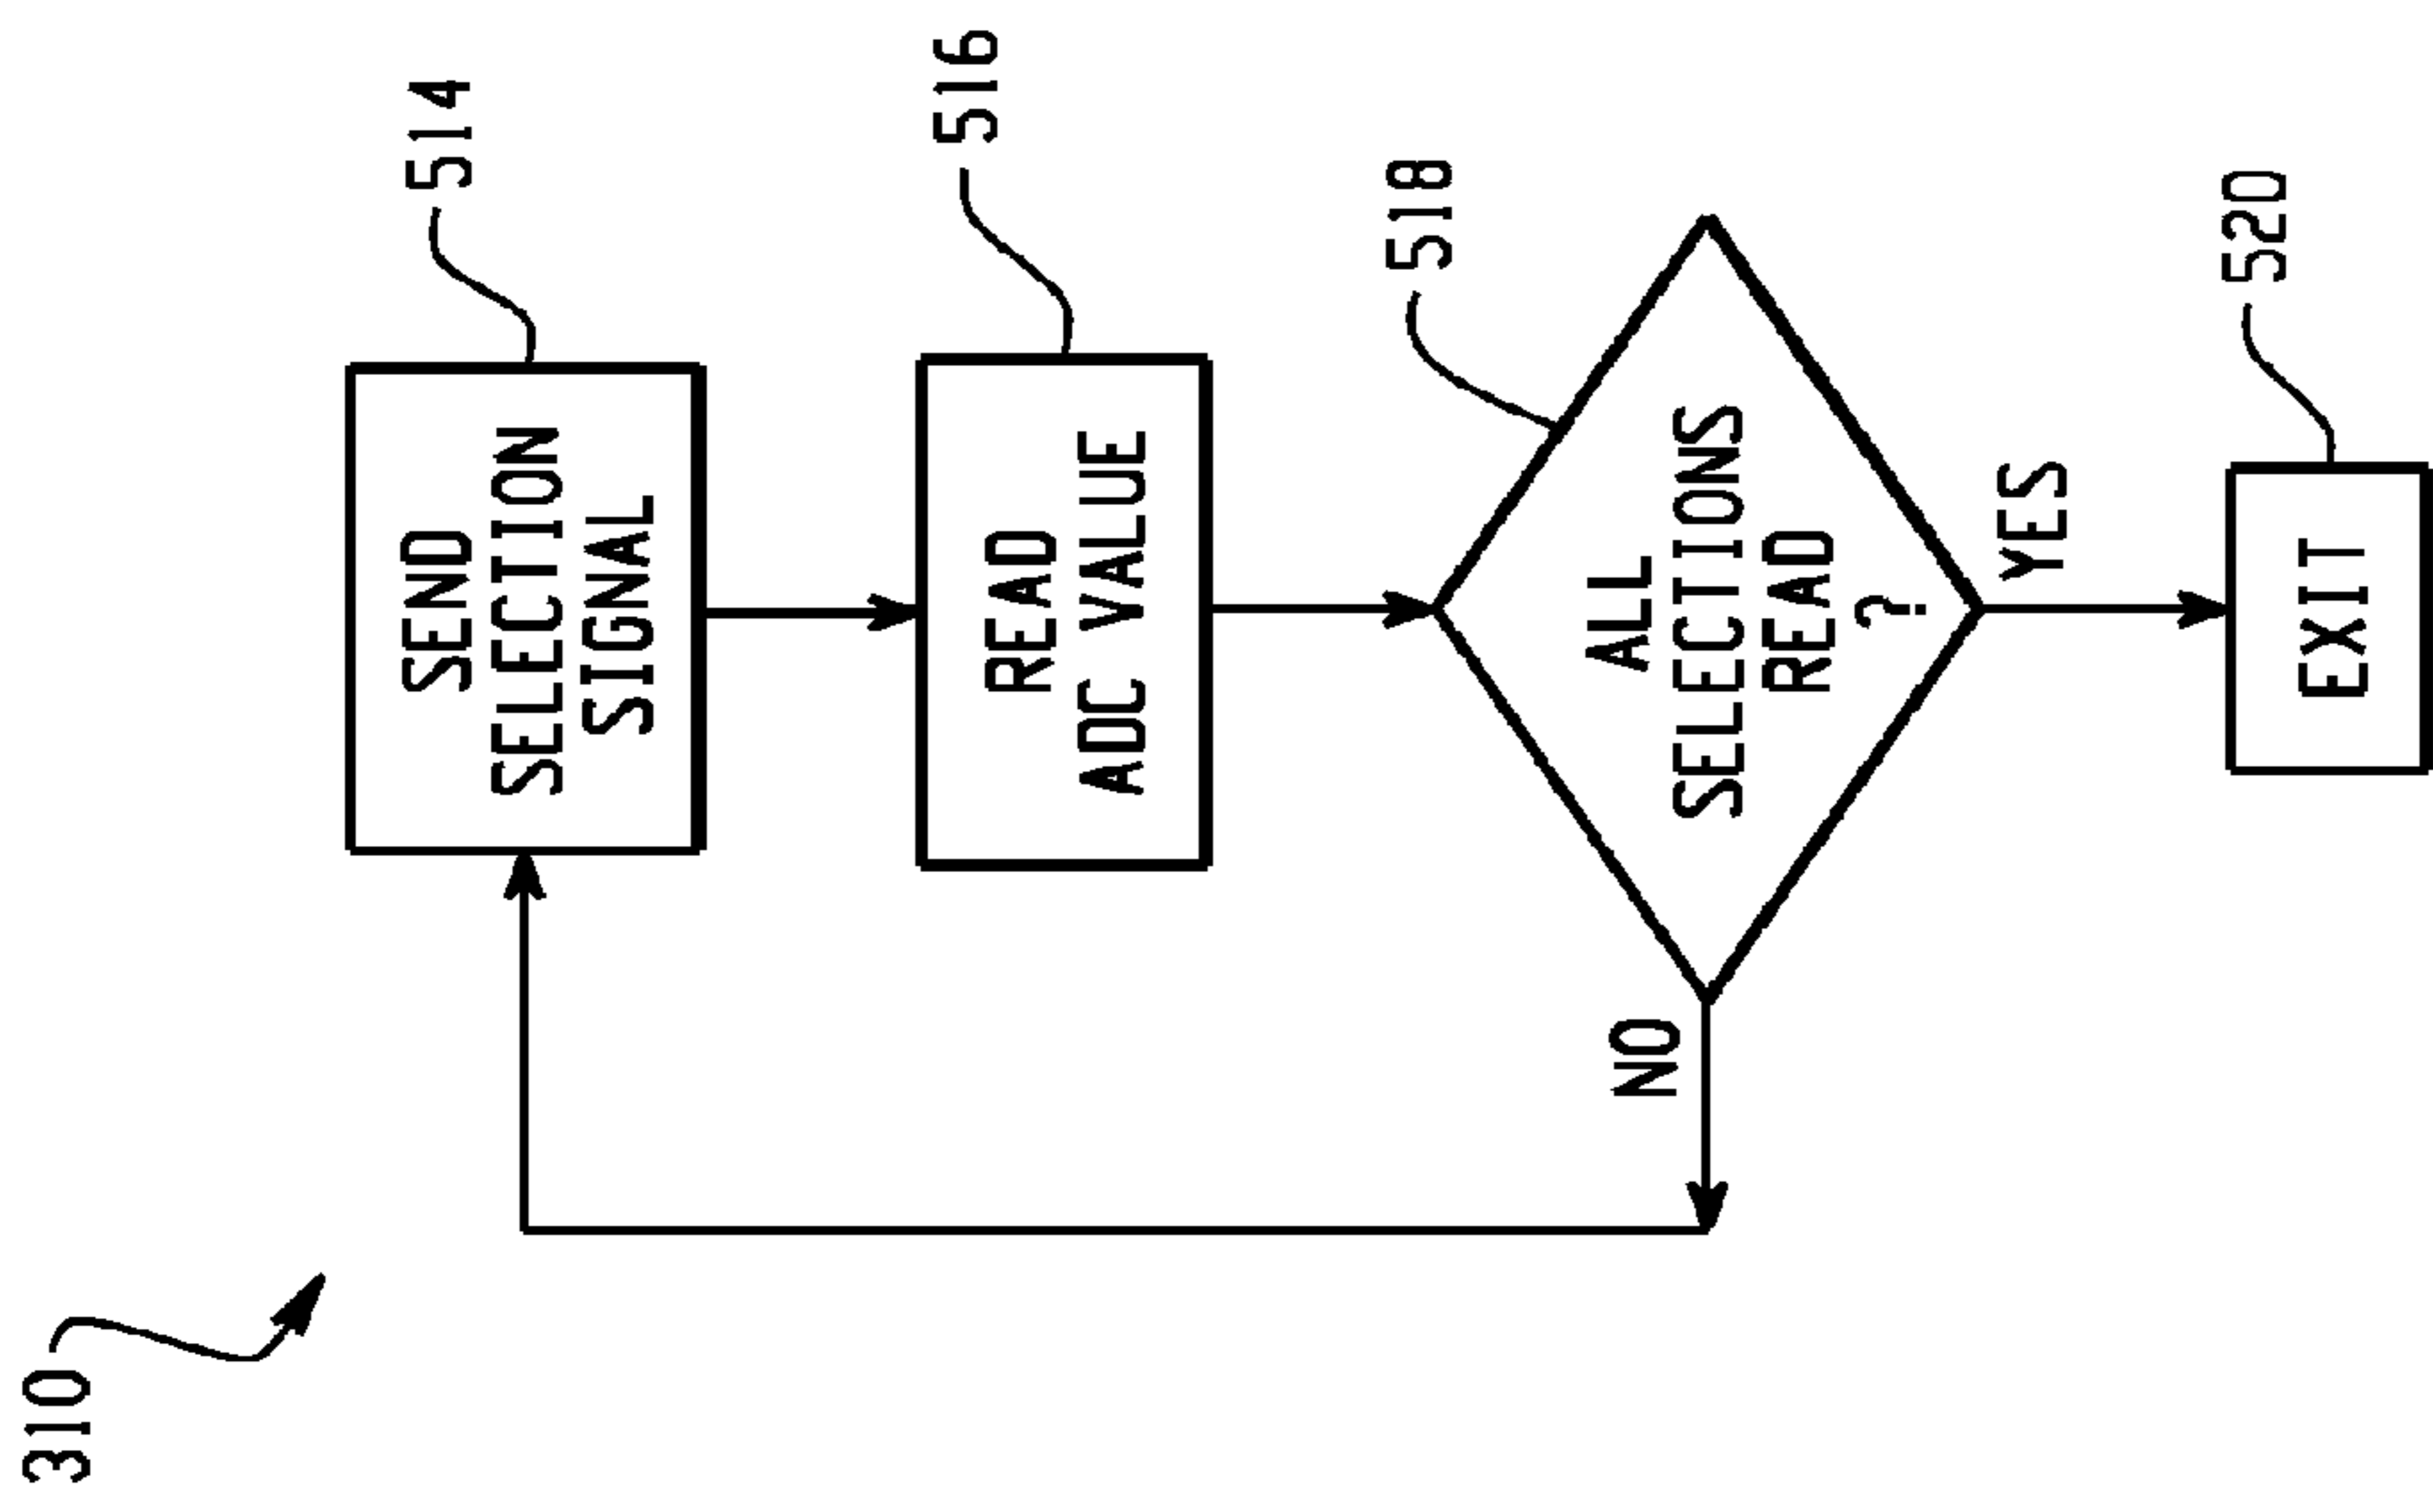 310
514
SEND
SELECTION
SIGNAL
516
READ
ADC VALUE
518
ALL
SELECTIONS
READ
?
NO
YES
520
EXIT